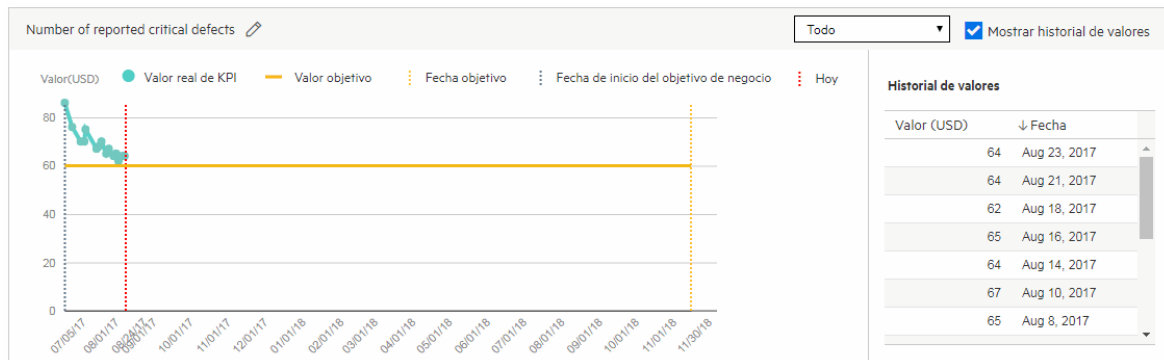 Number of reported critical defects
Todo
Mostrar historial de valores
Valor(USD)
Valor real de KPI
Valor objetivo
Fecha objetivo
Fecha de inicio del objetivo de negocio
Hoy
80
60
40
20
0
07/05/17
08/01/17
08/24/17
09/01/17
10/01/17
11/01/17
12/01/17
01/01/18
02/01/18
03/01/18
04/01/18
05/01/18
06/01/18
07/01/18
08/01/18
09/01/18
10/01/18
11/01/18
11/30/18
Historial de valores
Valor (USD) Fecha
64 Aug 23, 2017
64 Aug 21, 2017
62 Aug 18, 2017
65 Aug 16, 2017
64 Aug 14, 2017
67 Aug 10, 2017
65 Aug 8, 2017